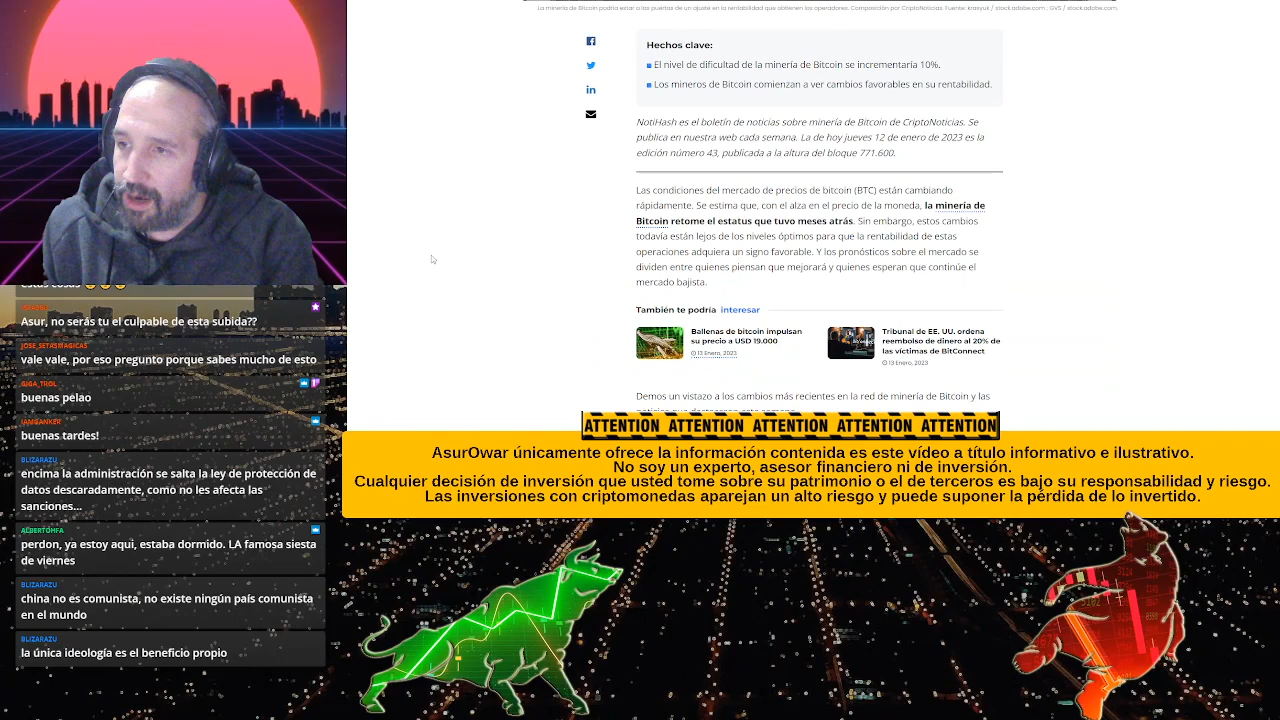 La minería de Bitcoin podría estar a las puertas de un ajuste en la rentabilidad que obtienen los operadores. Composición por CriptoNoticias. Fuente: krasyuk / stock.adobe.com ; GVS / stock.adobe.com.
Hechos clave:
El nivel de dificultad de la minería de Bitcoin se incrementaría 10%.
Los mineros de Bitcoin comienzan a ver cambios favorables en su rentabilidad.
NotiHash es el boletín de noticias sobre minería de Bitcoin de CriptoNoticias. Se
publica en nuestra web cada semana. La de hoy jueves 12 de enero de 2023 es la
edición número 43, publicada a la altura del bloque 771.600.
Las condiciones del mercado de precios de bitcoin (BTC) están cambiando
rápidamente. Se estima que, con el alza en el precio de la moneda, la minería de
Bitcoin retome el estatus que tuvo meses atrás. Sin embargo, estos cambios
todavía están lejos de los niveles óptimos para que la rentabilidad de estas
operaciones adquiera un signo favorable. Y los pronósticos sobre el mercado se
dividen entre quienes piensan que mejorará y quienes esperan que continúe el
mercado bajista.
También te podría interesar
Ballenas de bitcoin impulsan
su precio a USD 19.000
13 Enero, 2023
Tribunal de EE. UU. ordena
reembolso de dinero al 20% de
las víctimas de BitConnect
13 Enero, 2023
Demos un vistazo a los cambios más recientes en la red de minería de Bitcoin y las
estas cosas
Asur, no serás tu el culpable de esta subida?
JOSE_SETASMAGICAS
vale vale, por eso pregunto porque sabes mucho de esto
GIGA_TROL
IAMGANKER
buenas tardes!
BLIZARAZU
encima la administración se salta la ley de protección de
datos descaradamente como no les afecta las
sanciones..
ALBERTOHFA
perdon, ya estoy aqui, estaba dormido. LA famosa siesta
de viernes
BLIZARAZU
china no es comunista, no existe ningún país comunista
en el mundo
BLIZARAZU
la única ideología es el beneficio propio
ATTENTION ATTENTION ATTENTION ATTENTION ATTENTION
AsurOwar únicamente ofrece la información contenida es este vídeo a título informativo e ilustrativo.
No soy un experto, asesor financiero ni de inversión.
Cualquier decisión de inversión que usted tome sobre su patrimonio o el de terceros es bajo su responsabilidad y riesgo.
Las inversiones con criptomonedas aparejan un alto riesgo y puede suponer la pérdida de lo invertido.